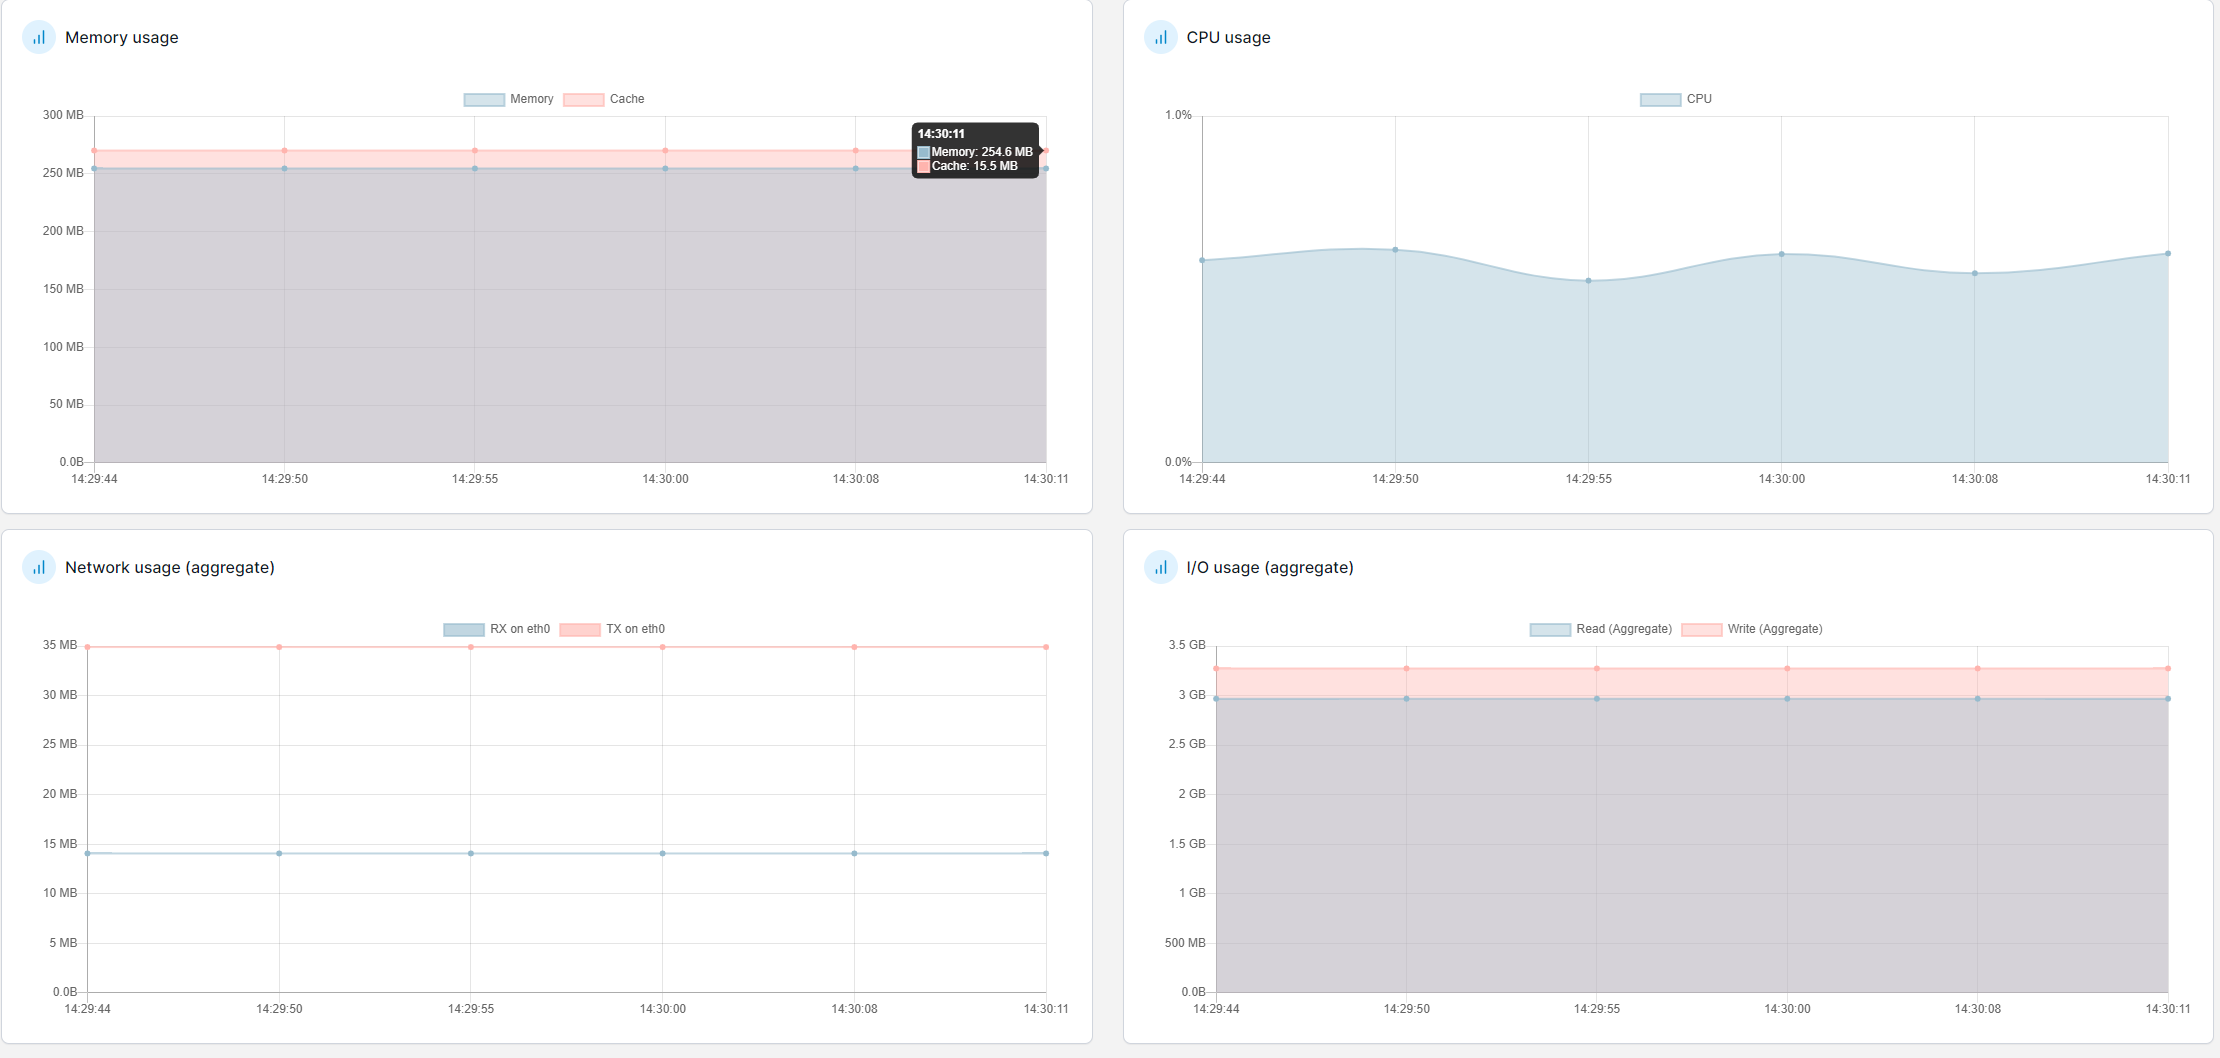 Memory usage
Memory Cache
300 MB
250 MB
200 MB
150 MB
100 MB
50 MB
0.0B
14:30:11
Memory: 254.6 MB
Cache: 15.5 MB
14:29:44 14:29:50 14:29:55 14:30:00 14:30:08 14:30:11
CPU usage
CPU
1.0%
0.0%
14:29:44 14:29:50 14:29:55 14:30:00 14:30:08 14:30:11
Network usage (aggregate)
RX on eth0 TX on eth0
35 MB
30 MB
25 MB
20 MB
15 MB
10 MB
5 MB
0.0B
14:29:44 14:29:50 14:29:55 14:30:00 14:30:08 14:30:11
I/O usage (aggregate)
Read (Aggregate) Write (Aggregate)
3.5 GB
3 GB
2.5 GB
2 GB
1.5 GB
1 GB
500 MB
0.0B
14:29:44 14:29:50 14:29:55 14:30:00 14:30:08 14:30:11